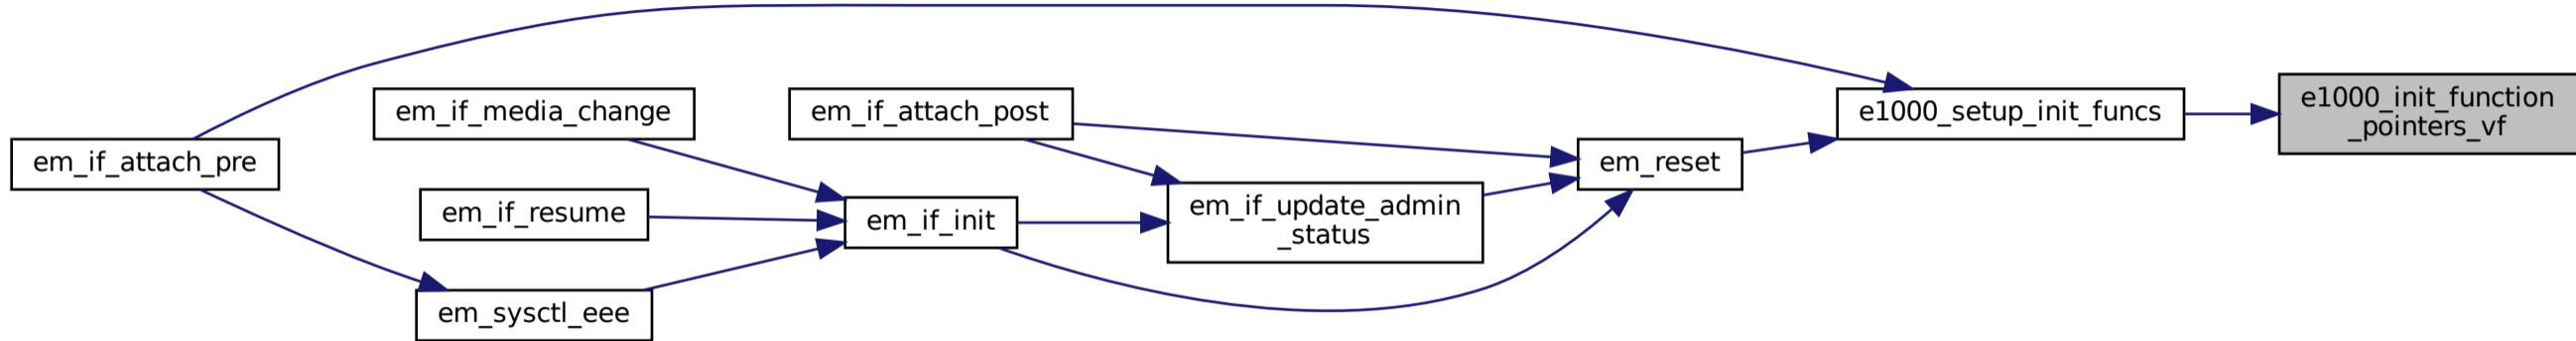 em_if_attach_pre
em_if_media_change
em_if_resume
em_sysctl_eee
em_if_attach_post
em_if_init
em_if_update_admin
_status
em_reset
e1000_setup_init_funcs
e1000_init_function
_pointers_vf